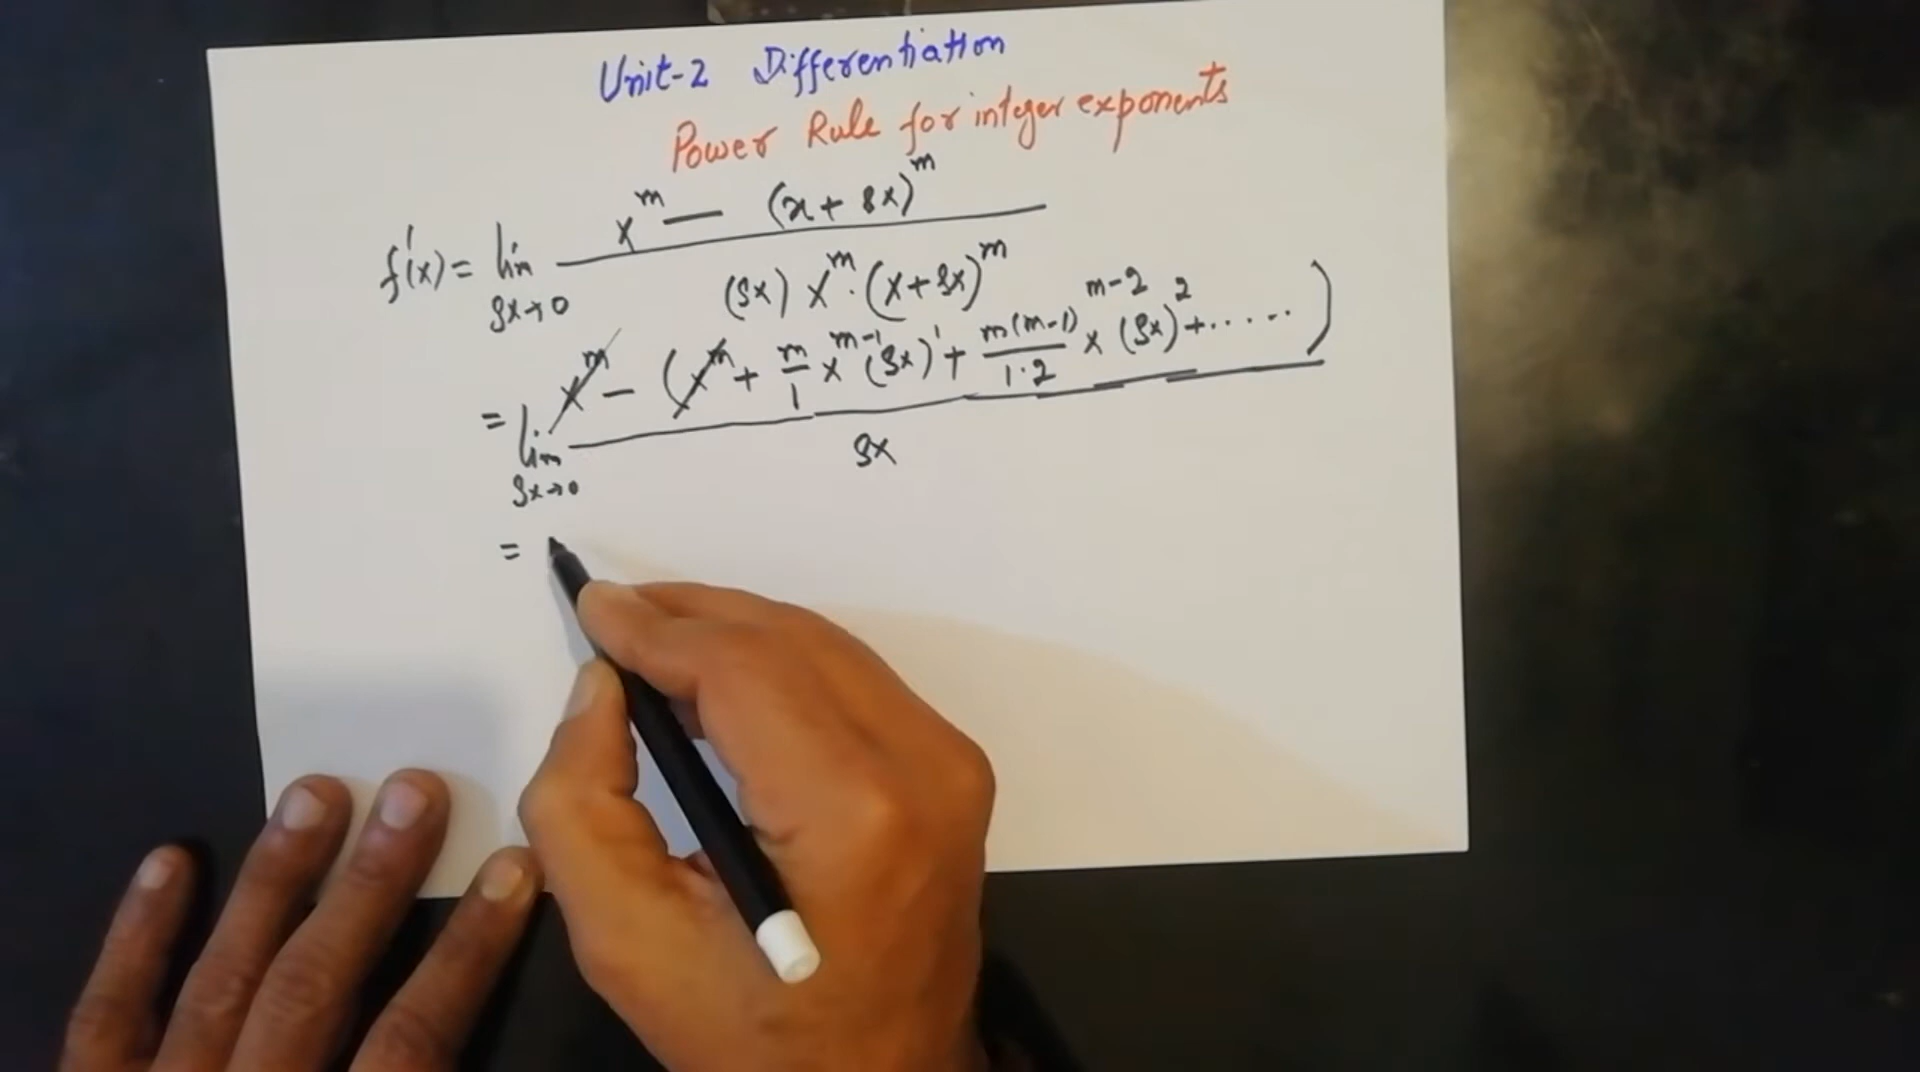 Unit-2 Differentiation
Power Rule for integer exponents
f'(x) = lim δx→0 x^m — (x + δx)^m / (δx) x^m · (x+δx)^m
= lim δx→0 x^m − (x^m + m/1 x^m-1 (δx)^1 + m(m-1)/1·2 x^m-2 (δx)^2 + ......) / δx
=